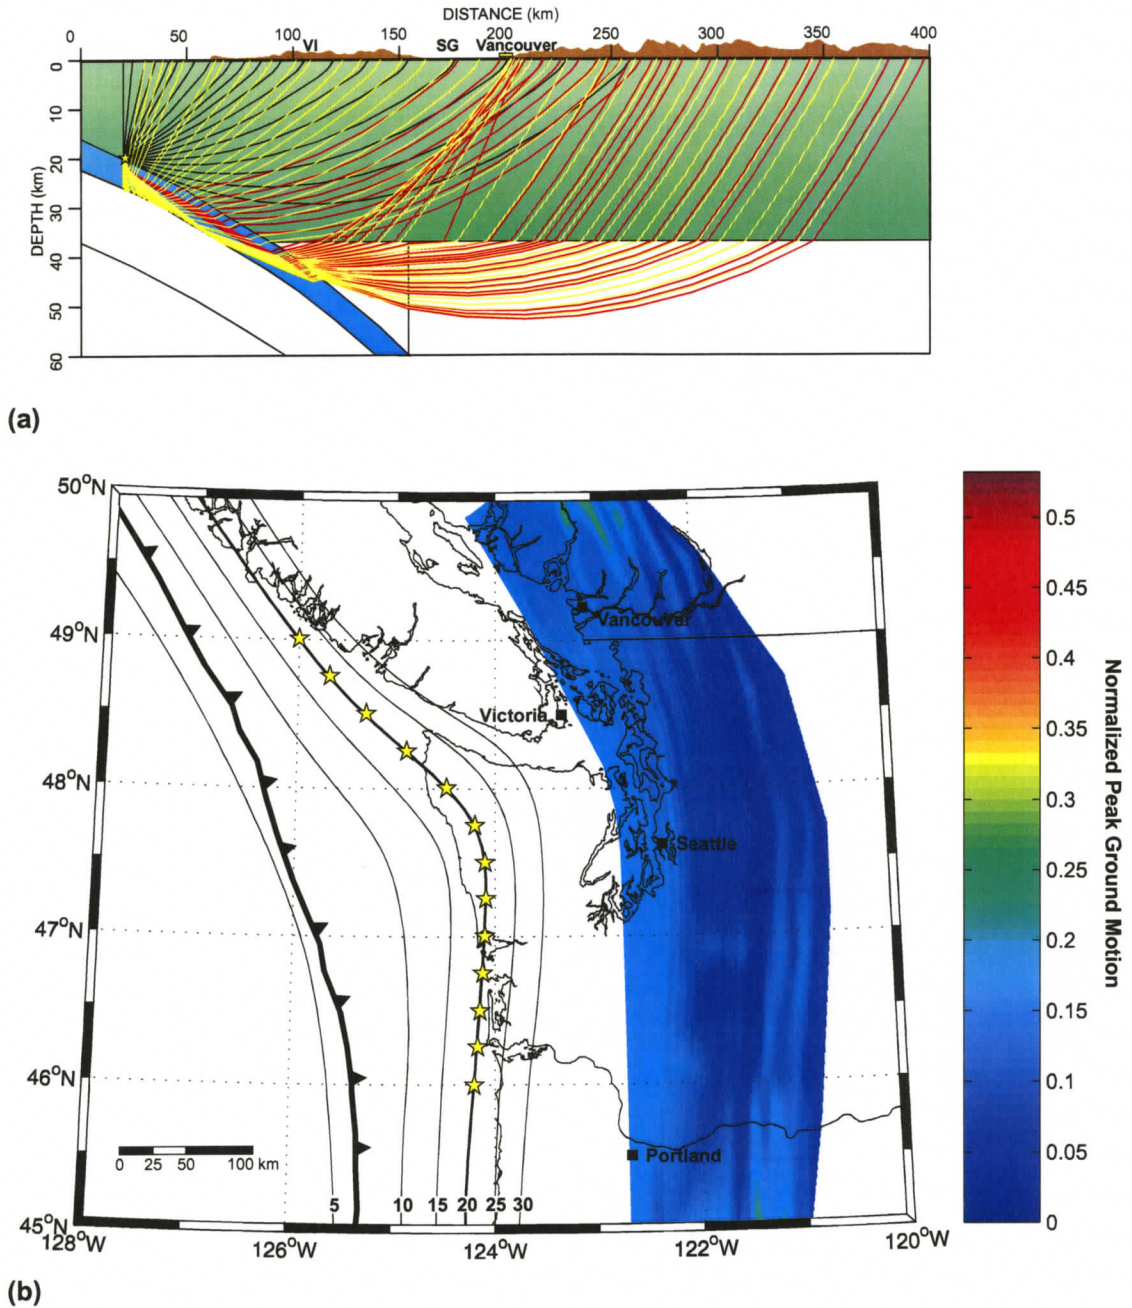 DISTANCE (km)
0 50 100 150 200 250 300 350 400
VI SG Vancouver
DEPTH (km)
0
10
20
30
40
50
60
(a)
50°N
49°N
48°N
47°N
46°N
45°N
Vancouver
Victoria
Seattle
Portland
0 25 50 100 km
5 10 15 20 25 30
128°W 126°W 124°W 122°W 120°W
0.5
0.45
0.4
0.35
0.3
0.25
0.2
0.15
0.1
0.05
0
Normalized Peak Ground Motion
(b)